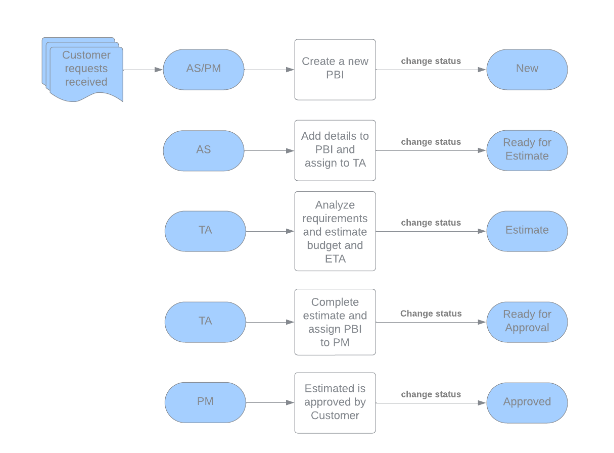 Customer
requests
received
AS/PM
Create a new
PBI
change status
New
AS
Add details to
PBI and
assign to TA
change status
Ready for
Estimate
TA
Analyze
requirements
and estimate
budget and
ETA
change status
Estimate
TA
Complete
estimate and
assign PBI
to PM
Change status
Ready for
Approval
PM
Estimated is
approved by
Customer
change status
Approved